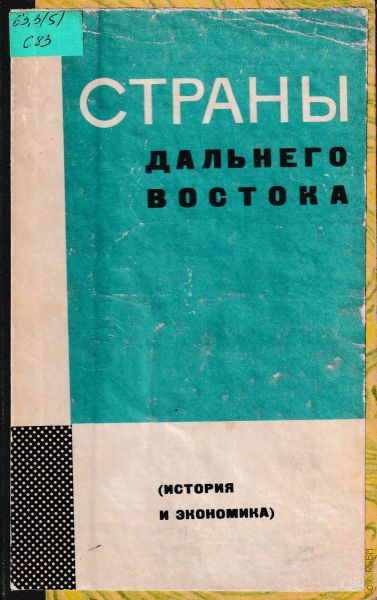 63,3(5)
С83
СТРАНЫ
ДАЛЬНЕГО
ВОСТОКА
(ИСТОРИЯ
И ЭКОНОМИКА)